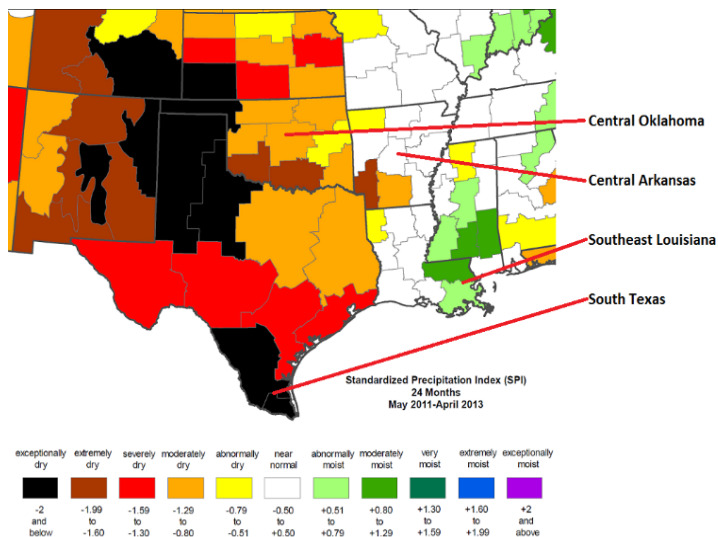 Central Oklahoma
Central Arkansas
Southeast Louisiana
South Texas
Standardized Precipitation Index (SPI)
24 Months
May 2011-April 2013
exceptionally extremely severely moderately abnormally near abnormally moderately very extremely exceptionally
dry dry dry dry dry normal moist moist moist moist moist
-2 -1.99 -1.59 -1.29 -0.79 -0.50 +0.51 +0.80 +1.30 +1.60 +2
and to to to to to to to to to and
below -1.60 -1.30 -0.80 -0.51 +0.50 +0.79 +1.29 +1.59 +1.99 above